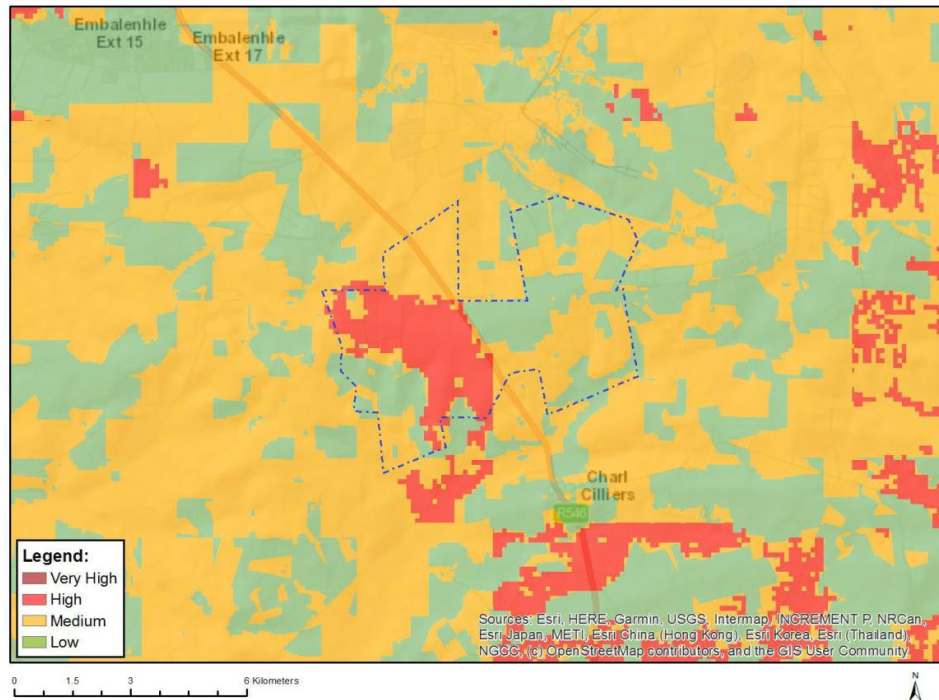 Embalenhle
Ext 15
Embalenhle
Ext 17
Charl
Cilliers
R546
Legend:
Very High
High
Medium
Low
Sources: Esri, HERE, Garmin, USGS, Intermap, INCREMENT P, NRCan,
Esri Japan, METI, Esri China (Hong Kong), Esri Korea, Esri (Thailand),
NGCC, (c) OpenStreetMap contributors, and the GIS User Community
0 1.5 3 6 Kilometers
N